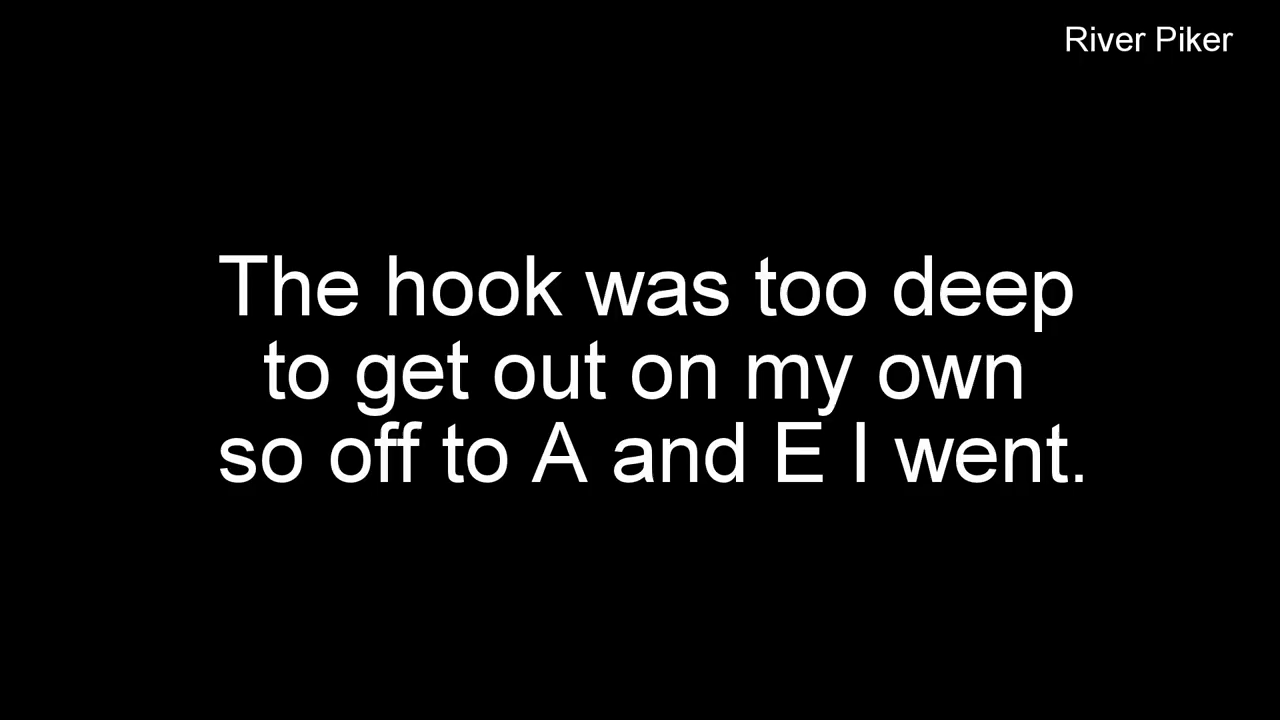 River Piker
The hook was too deep
to get out on my own
so off to A and E I went.